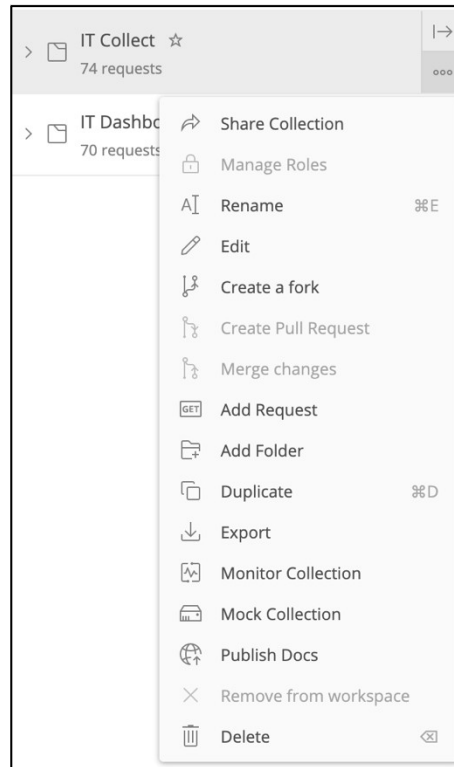 IT Collect
74 requests
IT Dashbo
70 requests
Share Collection
Manage Roles
Rename ⌘E
Edit
Create a fork
Create Pull Request
Merge changes
GET Add Request
Add Folder
Duplicate ⌘D
Export
Monitor Collection
Mock Collection
Publish Docs
Remove from workspace
Delete ⌫